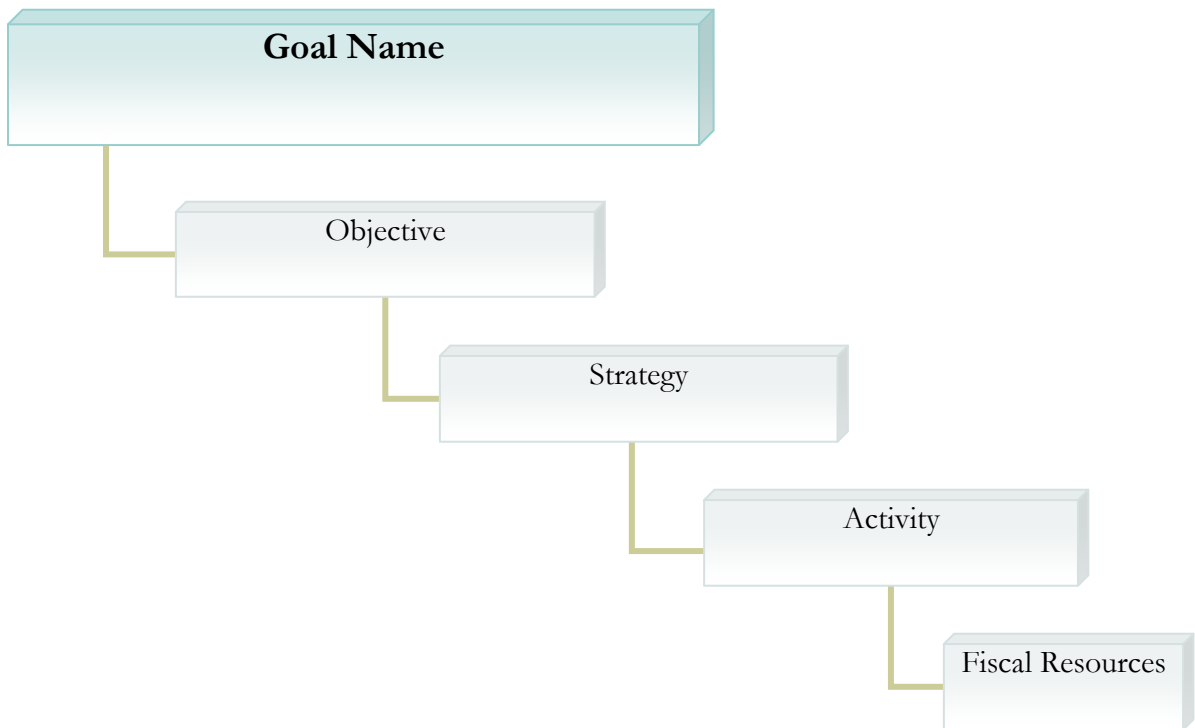 Goal Name
Objective
Strategy
Activity
Fiscal Resources